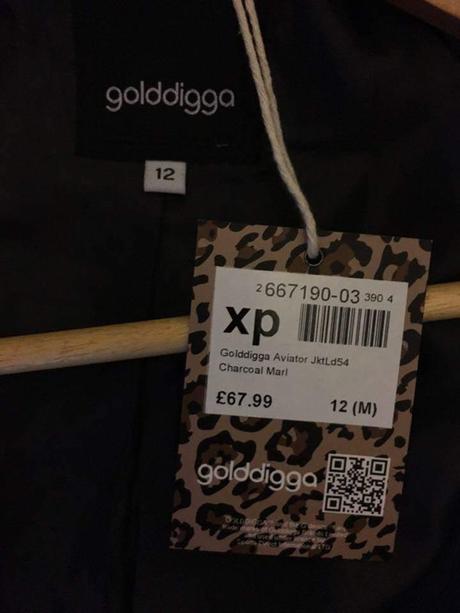 golddigga
12
2 667190-03 390 4
xp
Golddigga Aviator JktLd54
Charcoal Marl
£67.99 12 (M)
golddigga